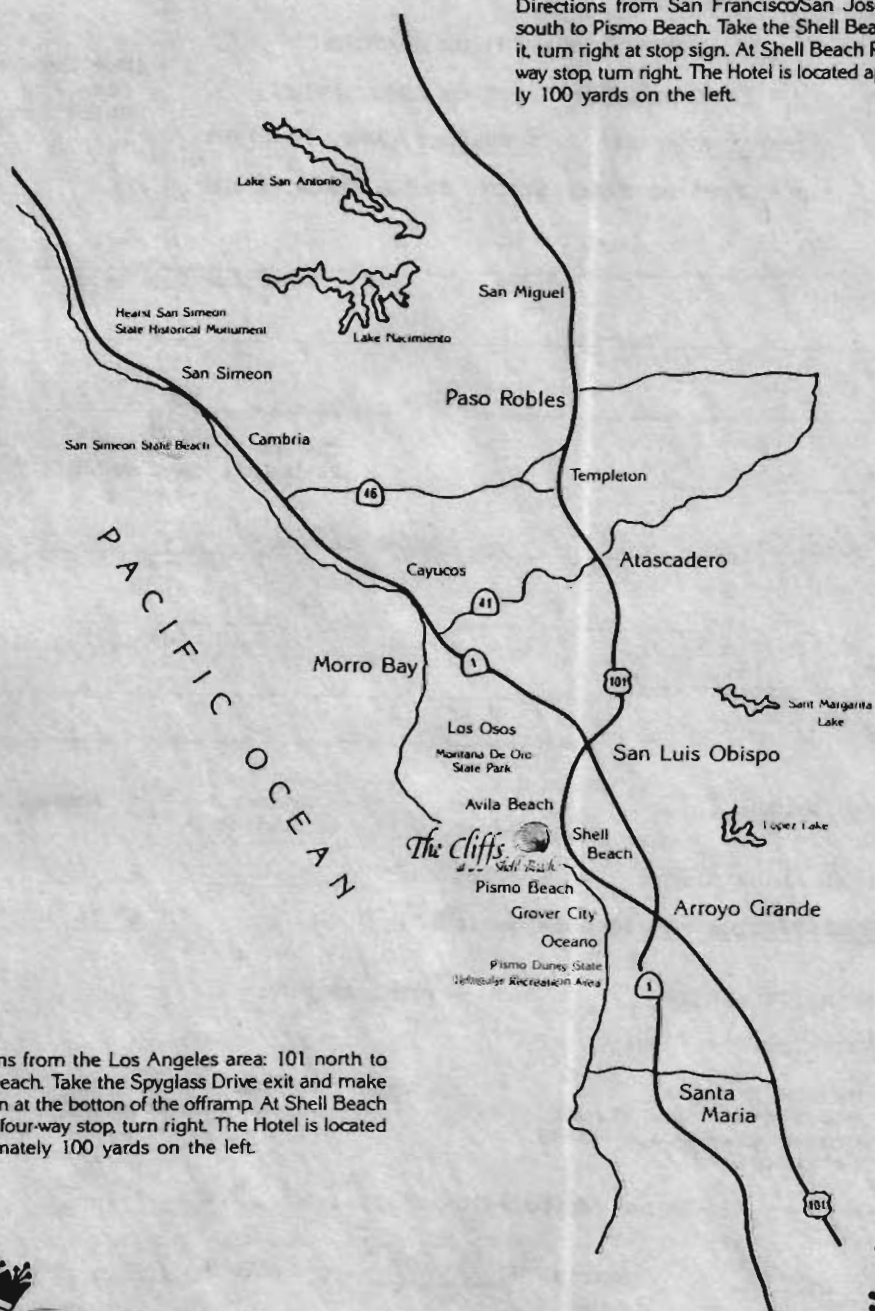 Directions from San Francisco/San Jos
south to Pismo Beach. Take the Shell Bea
it, turn right at stop sign. At Shell Beach
way stop, turn right. The Hotel is located a
ly 100 yards on the left.
Lake San Antonio
San Miguel
Hearst San Simeon
State Historical Monument
Lake Nacimiento
San Simeon
Paso Robles
San Simeon State Beach
Cambria
Templeton
46
PACIFIC OCEAN
Cayucos
Atascadero
41
Morro Bay
1
101
Sant Margarita
Lake
Los Osos
San Luis Obispo
Montana De Oro
State Park
Avila Beach
The Cliffs
Shell Beach
Shell
Beach
Lopez Lake
Pismo Beach
Grover City
Arroyo Grande
Oceano
Pismo Dunes State
Vehicular Recreation Area
1
ns from the Los Angeles area: 101 north to
each. Take the Spyglass Drive exit and make
n at the botton of the offramp. At Shell Beach
four-way stop, turn right. The Hotel is located
mately 100 yards on the left.
Santa
Maria
101